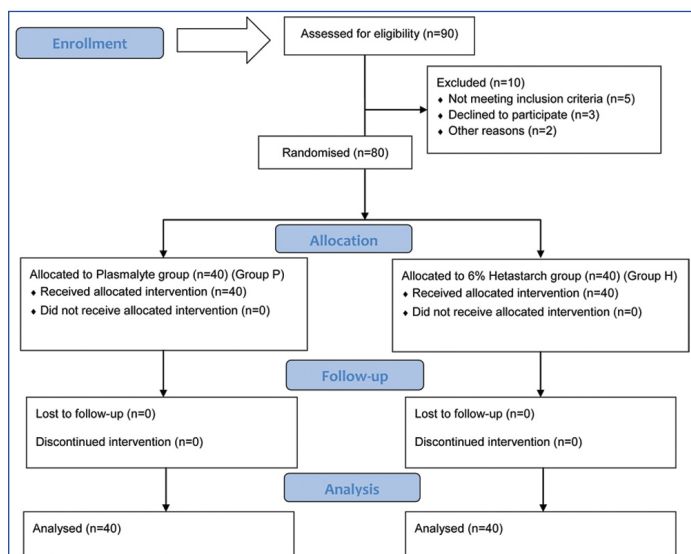 Enrollment
Assessed for eligibility (n=90)
Excluded (n=10)
♦ Not meeting inclusion criteria (n=5)
♦ Declined to participate (n=3)
♦ Other reasons (n=2)
Randomised (n=80)
Allocation
Allocated to Plasmalyte group (n=40) (Group P)
♦ Received allocated intervention (n=40)
♦ Did not receive allocated intervention (n=0)
Allocated to 6% Hetastarch group (n=40) (Group H)
♦ Received allocated intervention (n=40)
♦ Did not receive allocated intervention (n=0)
Follow-up
Lost to follow-up (n=0)
Discontinued intervention (n=0)
Lost to follow-up (n=0)
Discontinued intervention (n=0)
Analysis
Analysed (n=40)
Analysed (n=40)